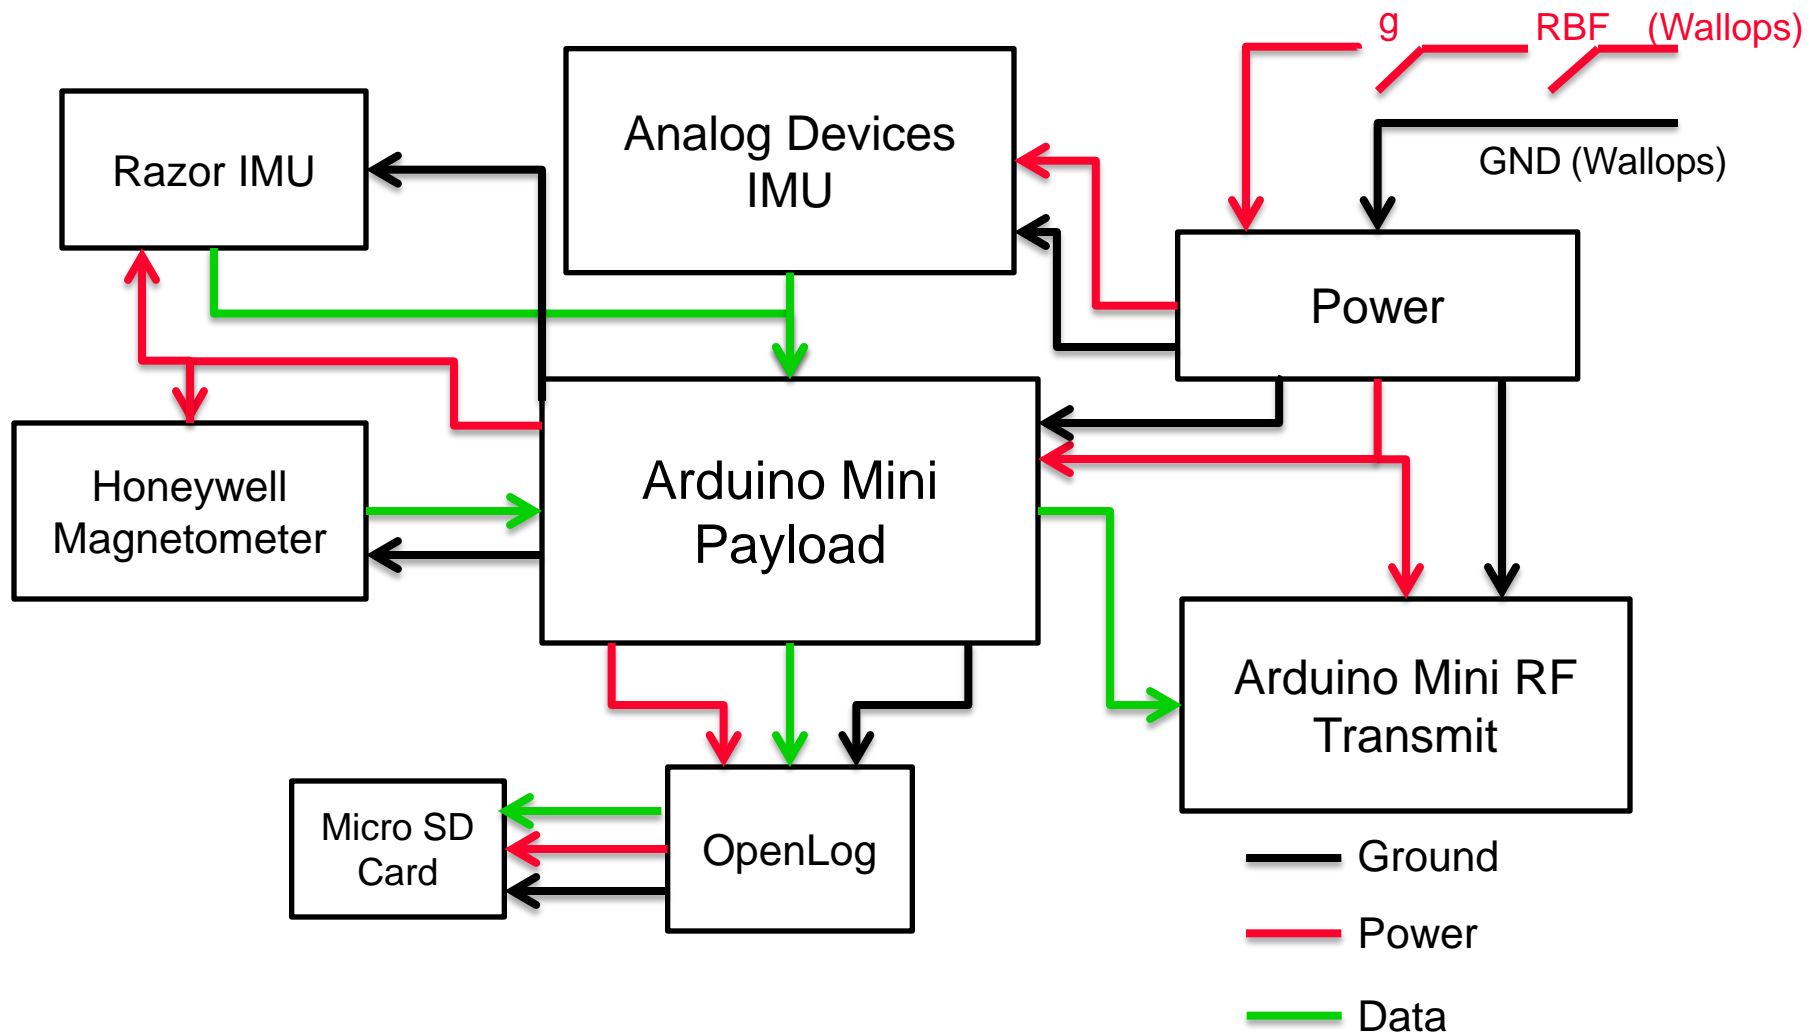 g RBF (Wallops)
GND (Wallops)
Razor IMU
Analog Devices
IMU
Power
Honeywell
Magnetometer
Arduino Mini
Payload
Arduino Mini RF
Transmit
Micro SD
Card
OpenLog
Ground
Power
Data